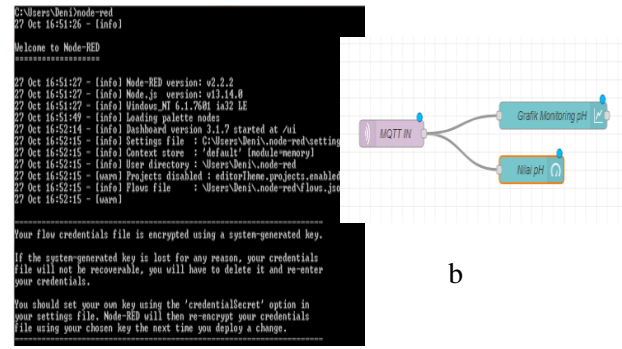 C:\Users\Deni>node-red
27 Oct 16:51:26 - [info]
Welcome to Node-RED
===================
27 Oct 16:51:27 - [info] Node-RED version: v2.2.2
27 Oct 16:51:27 - [info] Node.js version: v13.14.0
27 Oct 16:51:27 - [info] Windows_NT 6.1.7601 ia32 LE
27 Oct 16:51:49 - [info] Loading palette nodes
27 Oct 16:52:14 - [info] Dashboard version 3.1.7 started at /ui
27 Oct 16:52:15 - [info] Settings file : C:\Users\Deni\.node-red\setting
27 Oct 16:52:15 - [info] Context store : 'default' [module=memory]
27 Oct 16:52:15 - [info] User directory : \Users\Deni\.node-red
27 Oct 16:52:15 - [warn] Projects disabled : editorTheme.projects.enabled
27 Oct 16:52:15 - [info] Flows file : \Users\Deni\.node-red\flows.jso
27 Oct 16:52:15 - [warn]
Your flow credentials file is encrypted using a system-generated key.
If the system-generated key is lost for any reason, your credentials
file will not be recoverable, you will have to delete it and re-enter
your credentials.
You should set your own key using the 'credentialSecret' option in
your settings file. Node-RED will then re-encrypt your credentials
file using your chosen key the next time you deploy a change.
MQTT IN
Grafik Monitoring pH
Nilai pH
b